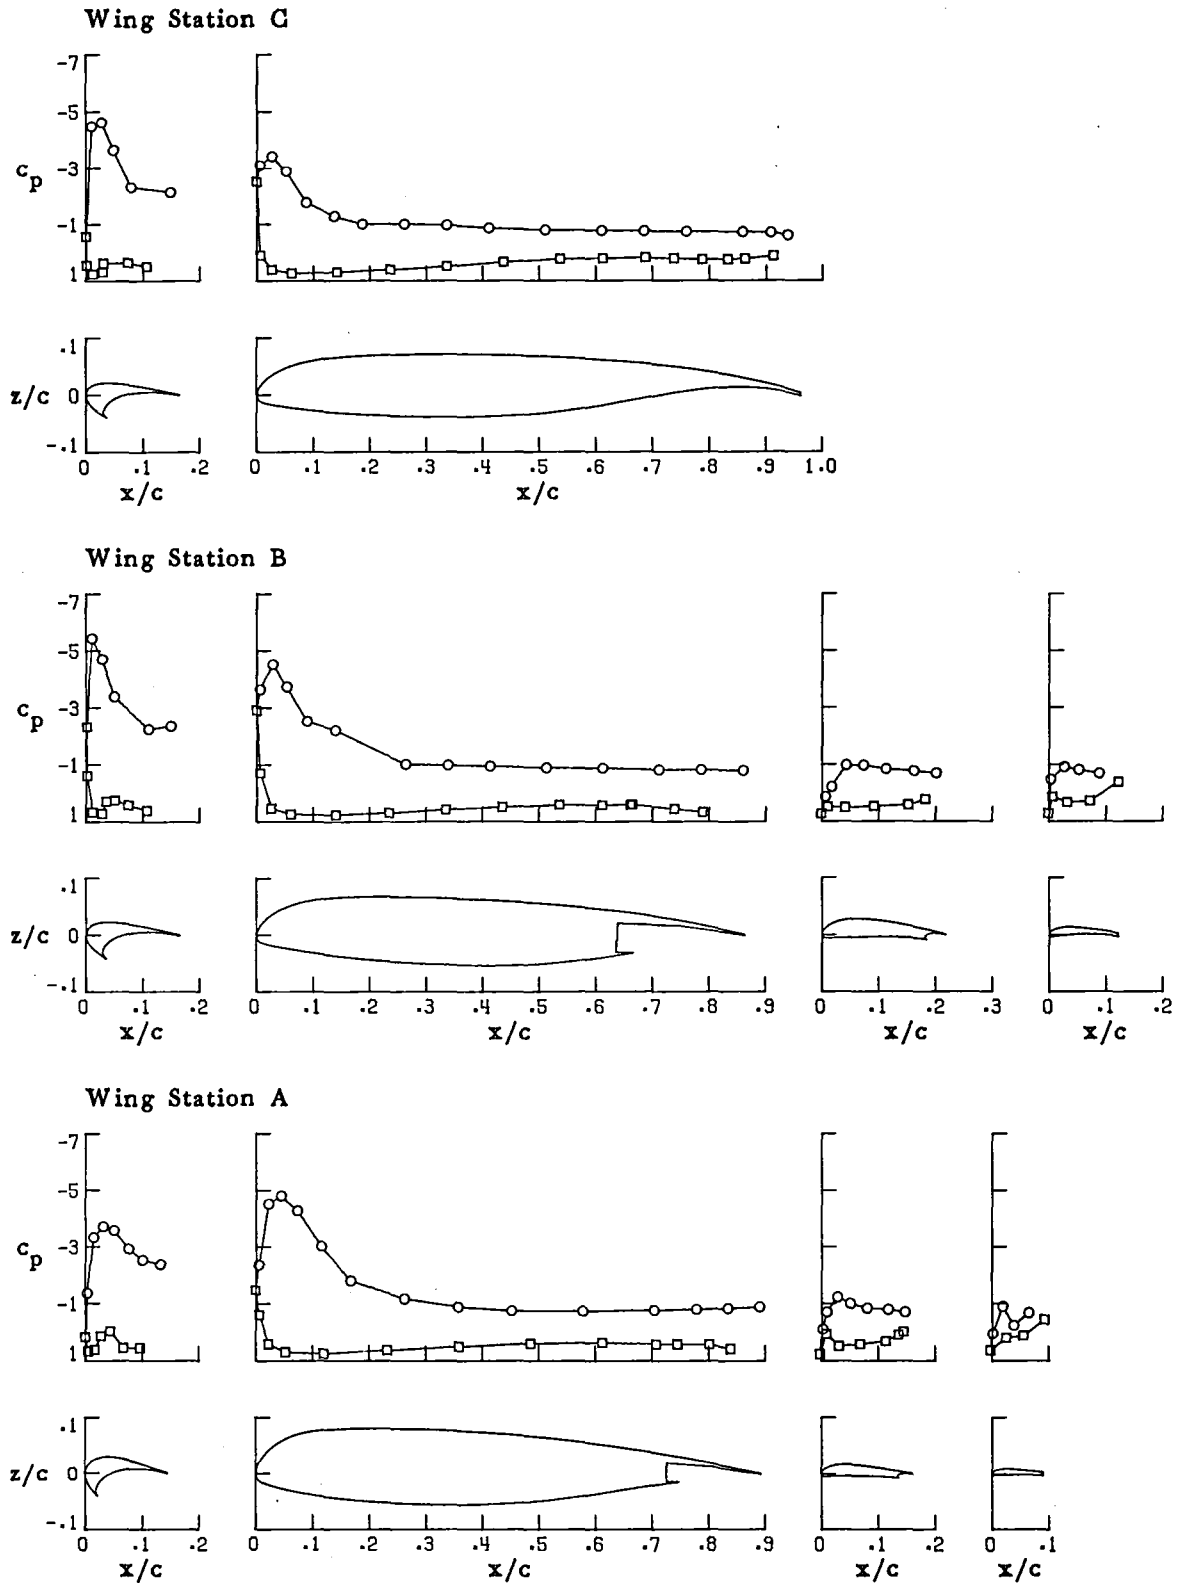 Wing Station C
-7
-5
c_p -3
-1
1
.1
z/c 0
-.1
0 .1 .2 0 .1 .2 .3 .4 .5 .6 .7 .8 .9 1.0
x/c x/c
Wing Station B
-7
-5
c_p -3
-1
1
.1
z/c 0
-.1
0 .1 .2 0 .1 .2 .3 .4 .5 .6 .7 .8 .9 0 .1 .2 .3 0 .1 .2
x/c x/c x/c x/c
Wing Station A
-7
-5
c_p -3
-1
1
.1
z/c 0
-.1
0 .1 .2 0 .1 .2 .3 .4 .5 .6 .7 .8 .9 0 .1 .2 0 .1
x/c x/c x/c x/c